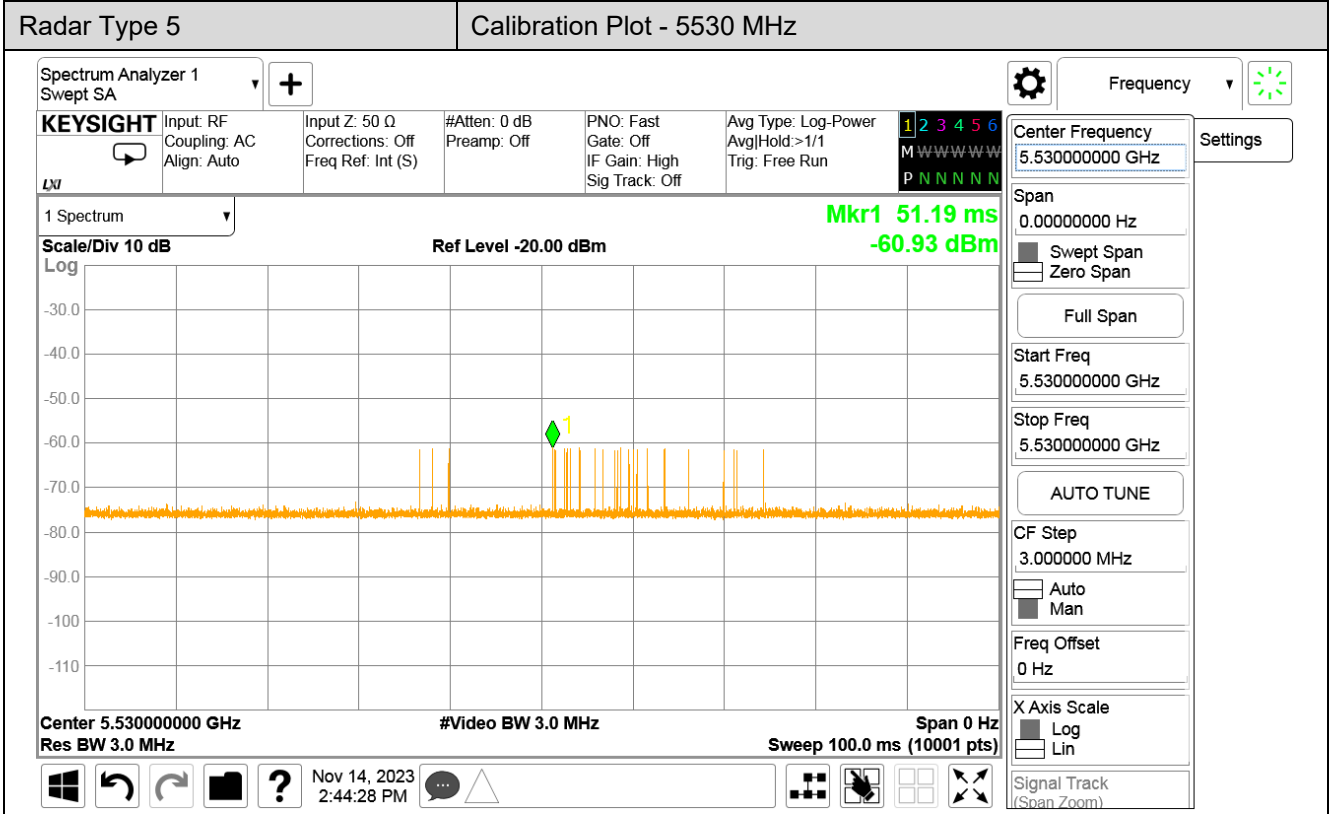 Radar Type 5
Calibration Plot - 5530 MHz
Spectrum Analyzer 1
Swept SA
Frequency
KEYSIGHT
LXI
Input: RF
Coupling: AC
Align: Auto
Input Z: 50 Ω
Corrections: Off
Freq Ref: Int (S)
#Atten: 0 dB
Preamp: Off
PNO: Fast
Gate: Off
IF Gain: High
Sig Track: Off
Avg Type: Log-Power
Avg|Hold:>1/1
Trig: Free Run
1 2 3 4 5 6
M W W W W W
P N N N N N
1 Spectrum
Mkr1 51.19 ms
-60.93 dBm
Scale/Div 10 dB
Ref Level -20.00 dBm
Log
-30.0
-40.0
-50.0
-60.0
-70.0
-80.0
-90.0
-100
-110
1
Center 5.530000000 GHz
#Video BW 3.0 MHz
Span 0 Hz
Res BW 3.0 MHz
Sweep 100.0 ms (10001 pts)
Nov 14, 2023
2:44:28 PM
Center Frequency
5.530000000 GHz
Settings
Span
0.00000000 Hz
Swept Span
Zero Span
Full Span
Start Freq
5.530000000 GHz
Stop Freq
5.530000000 GHz
AUTO TUNE
CF Step
3.000000 MHz
Auto
Man
Freq Offset
0 Hz
X Axis Scale
Log
Lin
Signal Track
(Span Zoom)